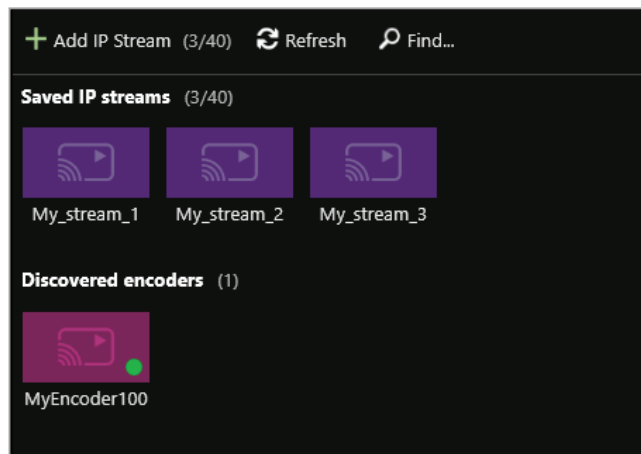 Add IP Stream (3/40) Refresh Find...
Saved IP streams (3/40)
My_stream_1 My_stream_2 My_stream_3
Discovered encoders (1)
MyEncoder100